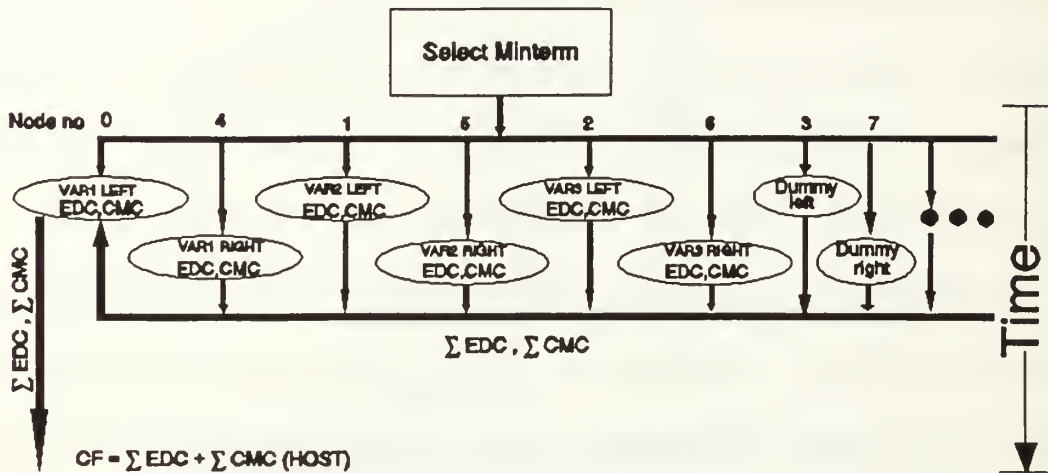 Select Minterm
Node no 0 4 1 5 2 6 3 7
VAR1 LEFT
EDC,CMC
VAR2 LEFT
EDC,CMC
VAR3 LEFT
EDC,CMC
Dummy
left
VAR1 RIGHT
EDC,CMC
VAR2 RIGHT
EDC,CMC
VAR3 RIGHT
EDC,CMC
Dummy
right
∑ EDC , ∑ CMC
∑ EDC , ∑ CMC
Time
CF = ∑ EDC + ∑ CMC (HOST)